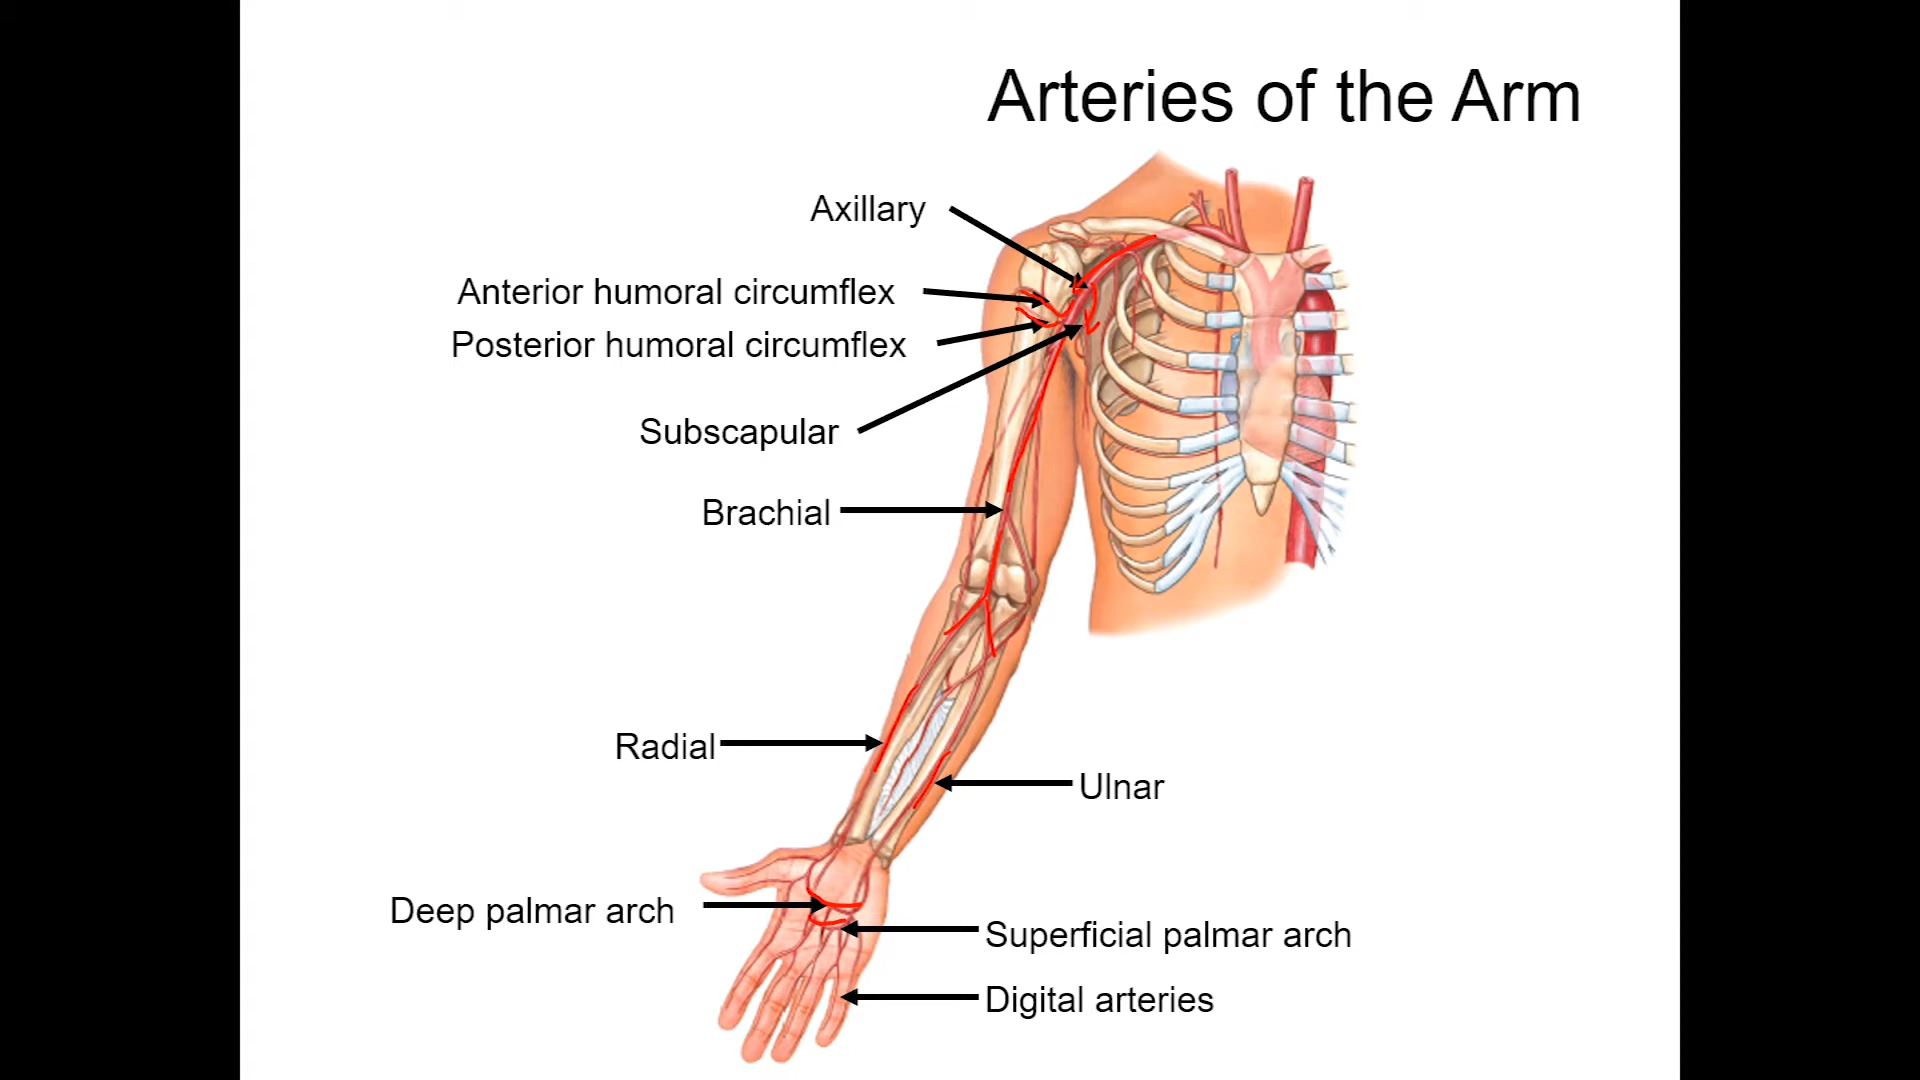 Arteries of the Arm
Axillary
Anterior humoral circumflex
Posterior humoral circumflex
Subscapular
Brachial
Radial
Ulnar
Deep palmar arch
Superficial palmar arch
Digital arteries